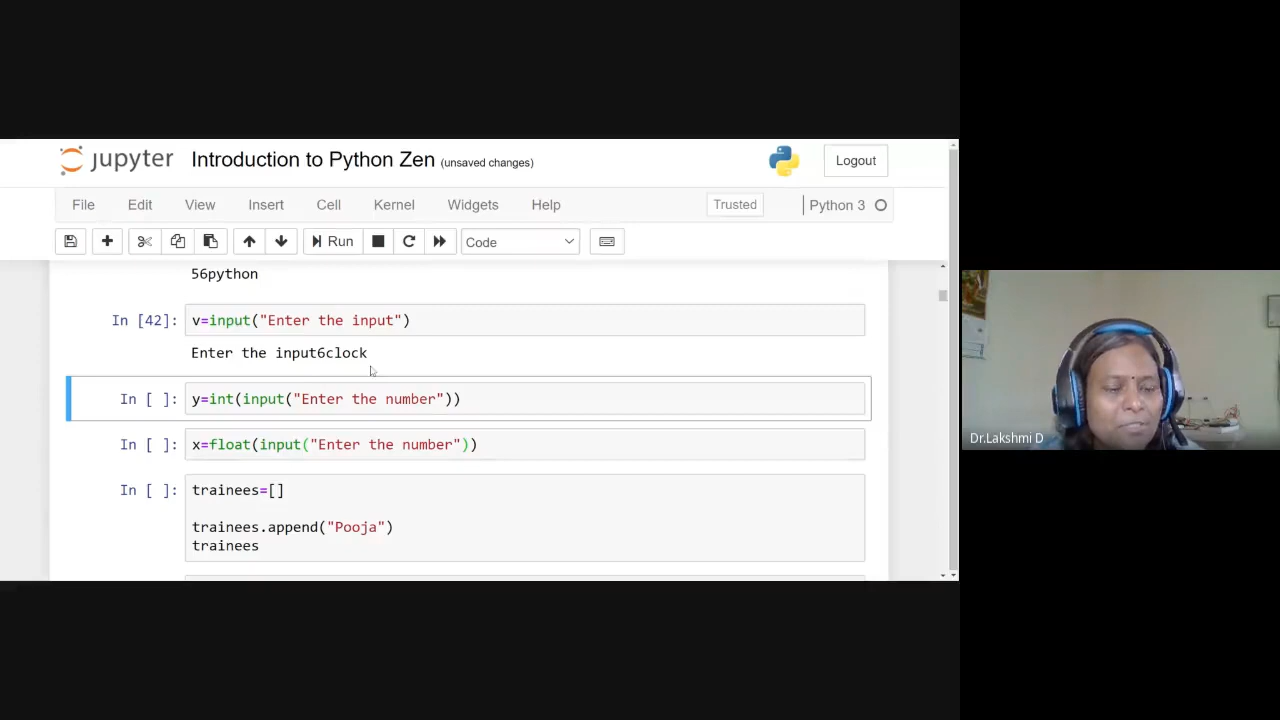 jupyter Introduction to Python Zen (unsaved changes) Logout
File Edit View Insert Cell Kernel Widgets Help Trusted Python 3
Run Code
56python
In [42]: v=input("Enter the input")
Enter the input6clock
In [ ]: y=int(input("Enter the number"))
In [ ]: x=float(input("Enter the number"))
In [ ]: trainees=[]
trainees.append("Pooja")
trainees
Dr.Lakshmi D